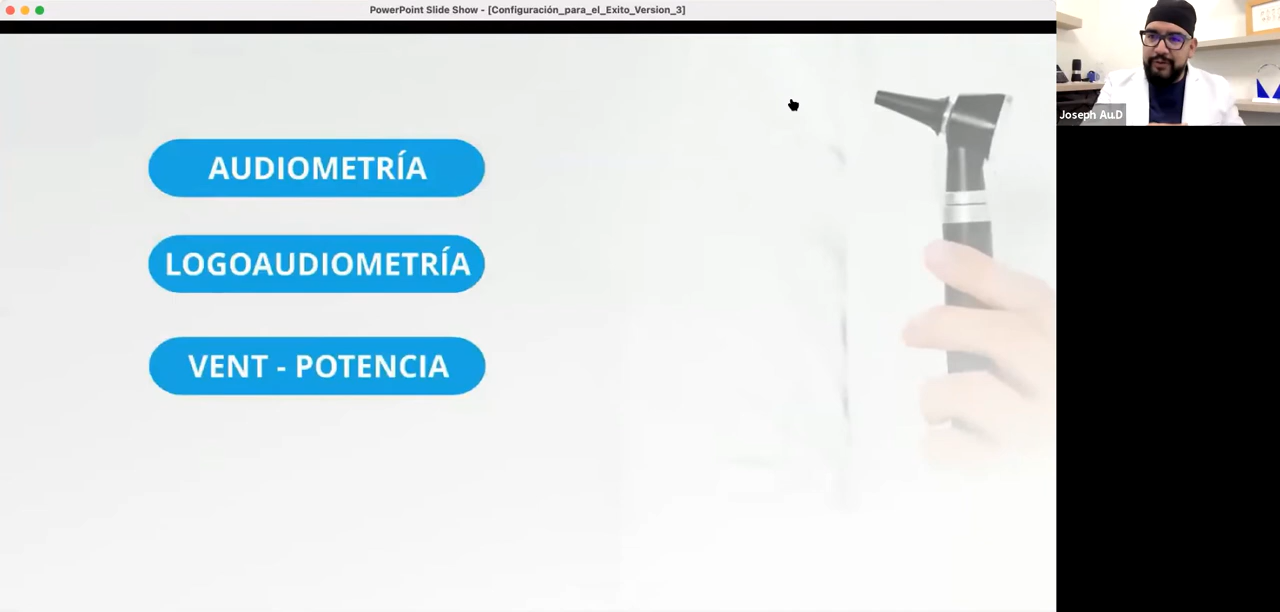 PowerPoint Slide Show - [Configuración_para_el_Exito_Version_3]
Joseph Au.D
AUDIOMETRÍA
LOGOAUDIOMETRÍA
VENT - POTENCIA